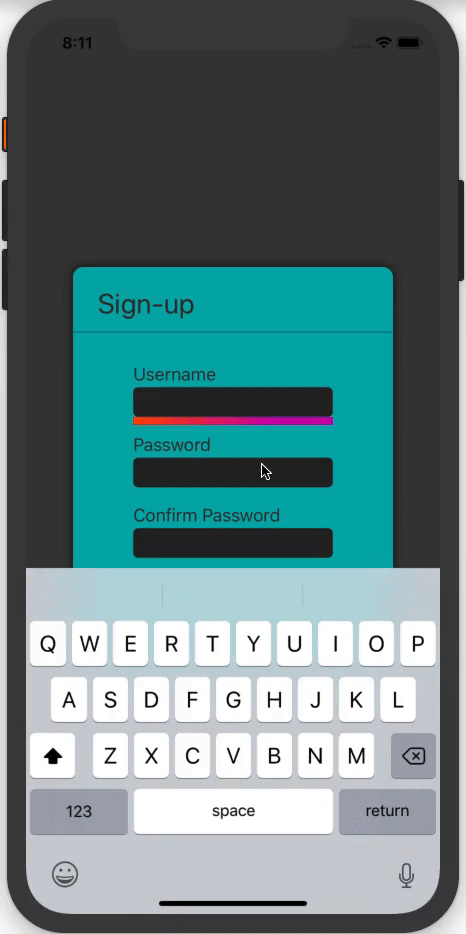 8:11
Sign-up
Username
Password
Confirm Password
Q W E R T Y U I O P
A S D F G H J K L
Z X C V B N M
123 space return